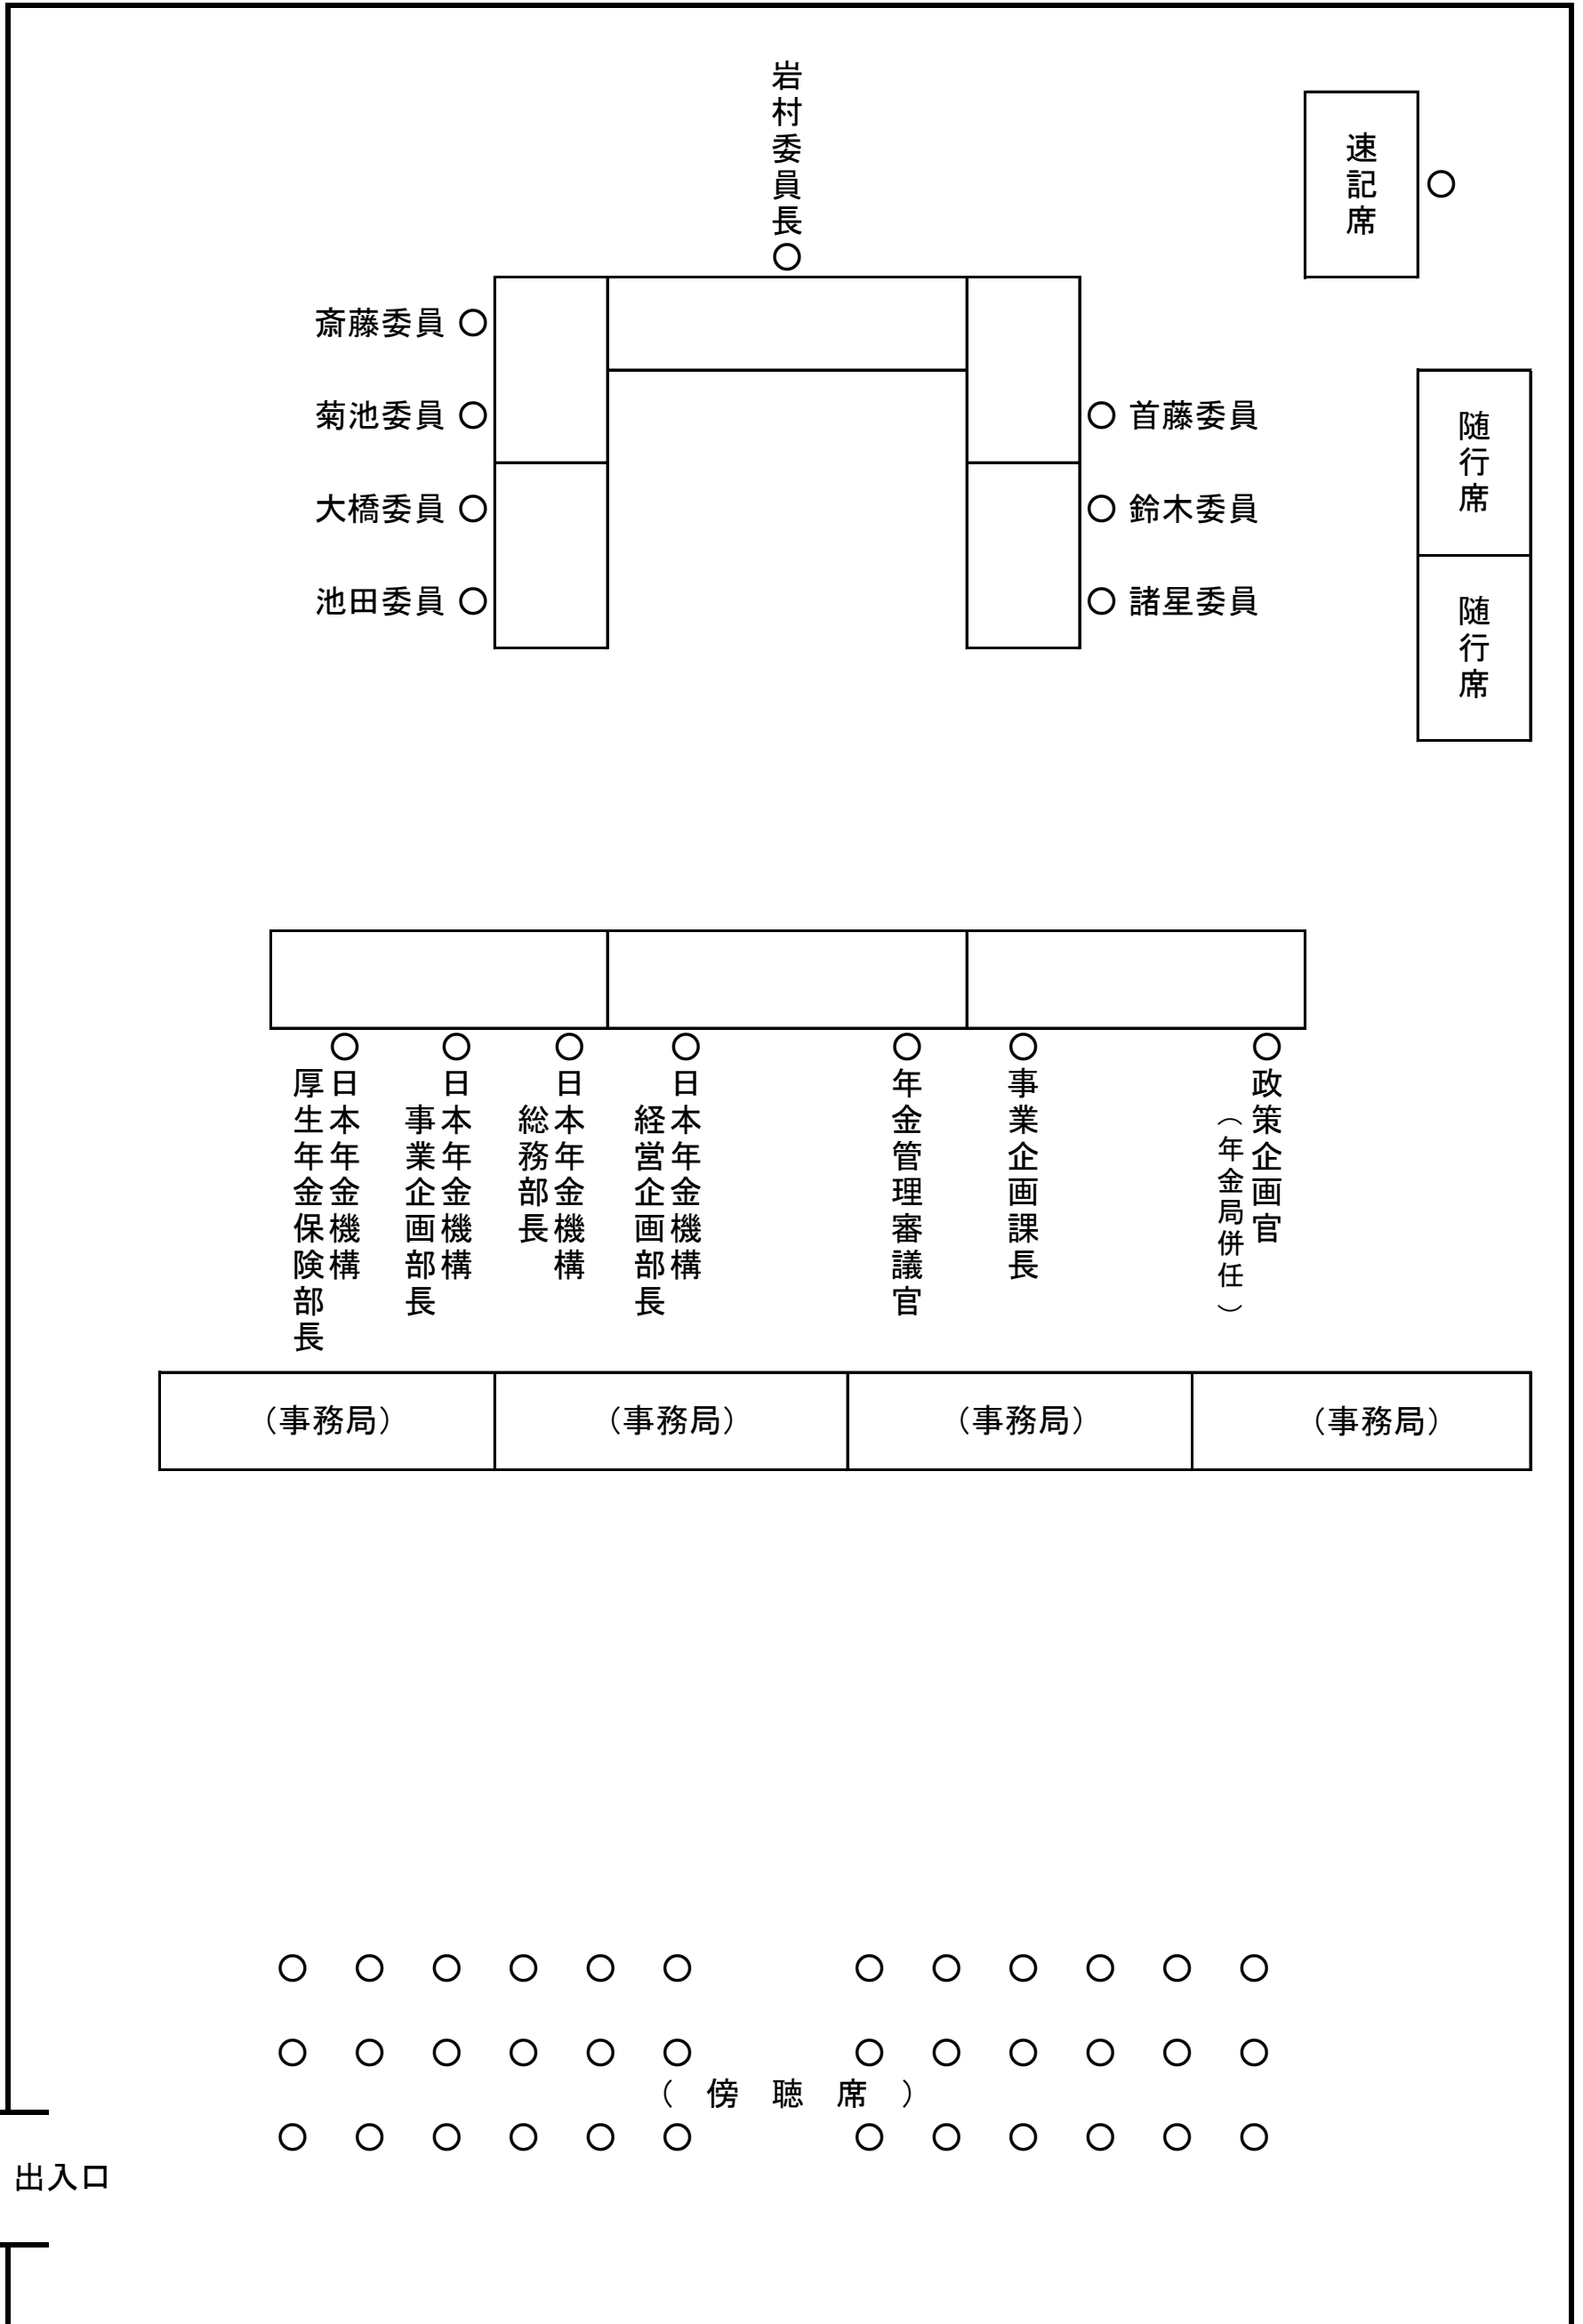 岩村委員長○
速記席
○
斎藤委員 ○
菊池委員 ○
大橋委員 ○
池田委員 ○
○ 首藤委員
○ 鈴木委員
○ 諸星委員
随行席
随行席
○政策企画官
（年金局併任）
○事業企画課長
○年金管理審議官
○日本年金機構
経営企画部長
○日本年金機構
総務部長
○日本年金機構
事業企画部長
○日本年金機構
厚生年金保険部長
（事務局）
（事務局）
（事務局）
（事務局）
○ ○ ○ ○ ○ ○ ○ ○ ○ ○ ○ ○
○ ○ ○ ○ ○ ○ ○ ○ ○ ○ ○ ○
（ 傍 聴 席 ）
○ ○ ○ ○ ○ ○ ○ ○ ○ ○ ○ ○
出入口